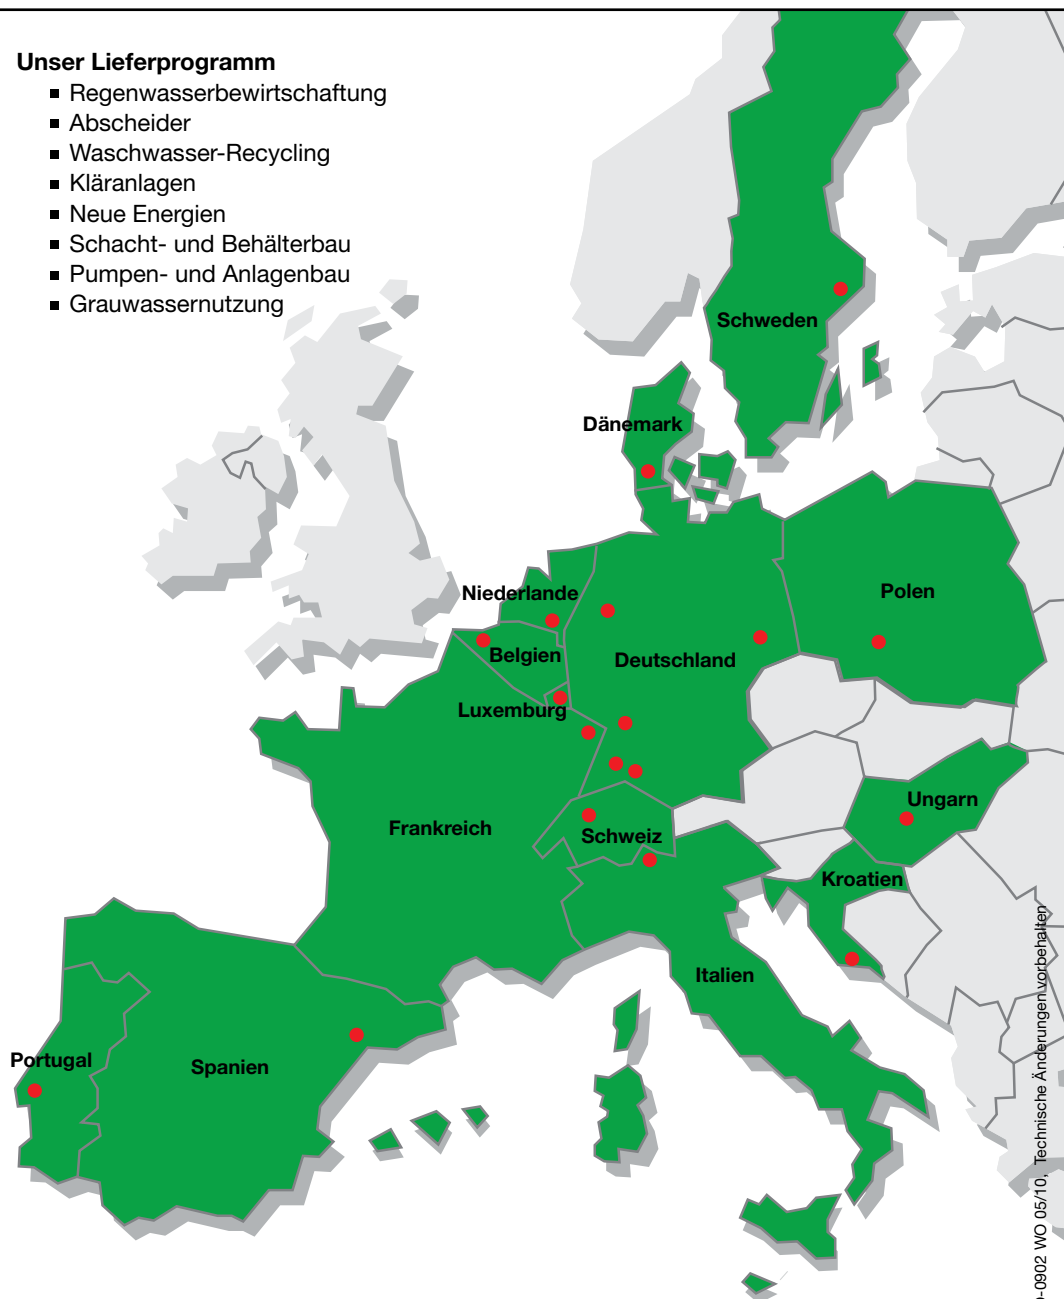 Unser Lieferprogramm
▪ Regenwasserbewirtschaftung
▪ Abscheider
▪ Waschwasser-Recycling
▪ Kläranlagen
▪ Neue Energien
▪ Schacht- und Behälterbau
▪ Pumpen- und Anlagenbau
▪ Grauwassernutzung
Schweden
Dänemark
Niederlande
Polen
Belgien
Deutschland
Luxemburg
Ungarn
Frankreich
Schweiz
Kroatien
Italien
Portugal
Spanien
-0902 WO 05/10, Technische Änderungen vorbehalten